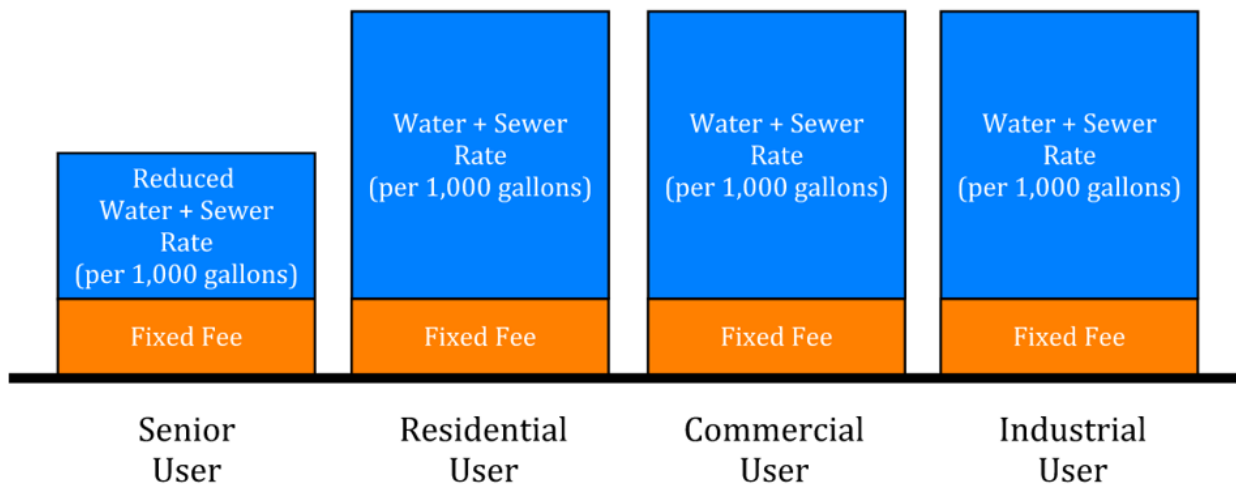 Reduced
Water + Sewer
Rate
(per 1,000 gallons)
Fixed Fee
Water + Sewer
Rate
(per 1,000 gallons)
Fixed Fee
Water + Sewer
Rate
(per 1,000 gallons)
Fixed Fee
Water + Sewer
Rate
(per 1,000 gallons)
Fixed Fee
Senior
User
Residential
User
Commercial
User
Industrial
User